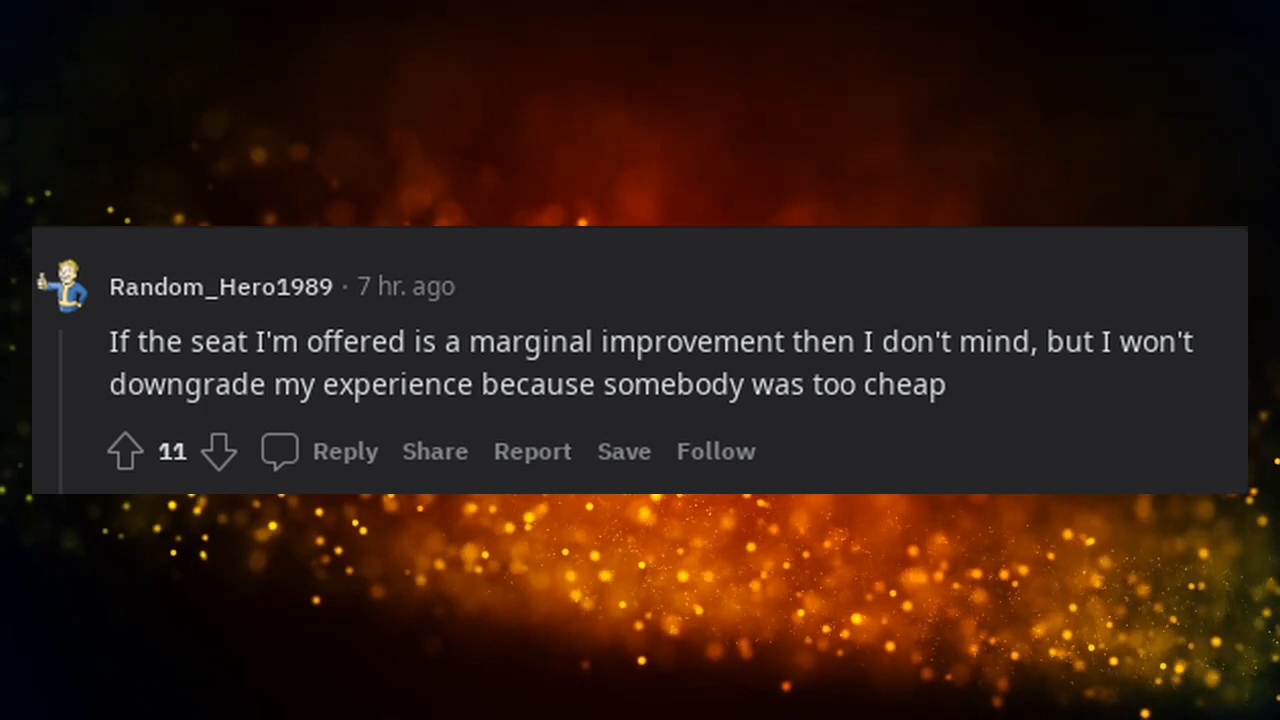 Random_Hero1989 · 7 hr. ago
If the seat I'm offered is a marginal improvement then I don't mind, but I won't
downgrade my experience because somebody was too cheap
11 Reply Share Report Save Follow